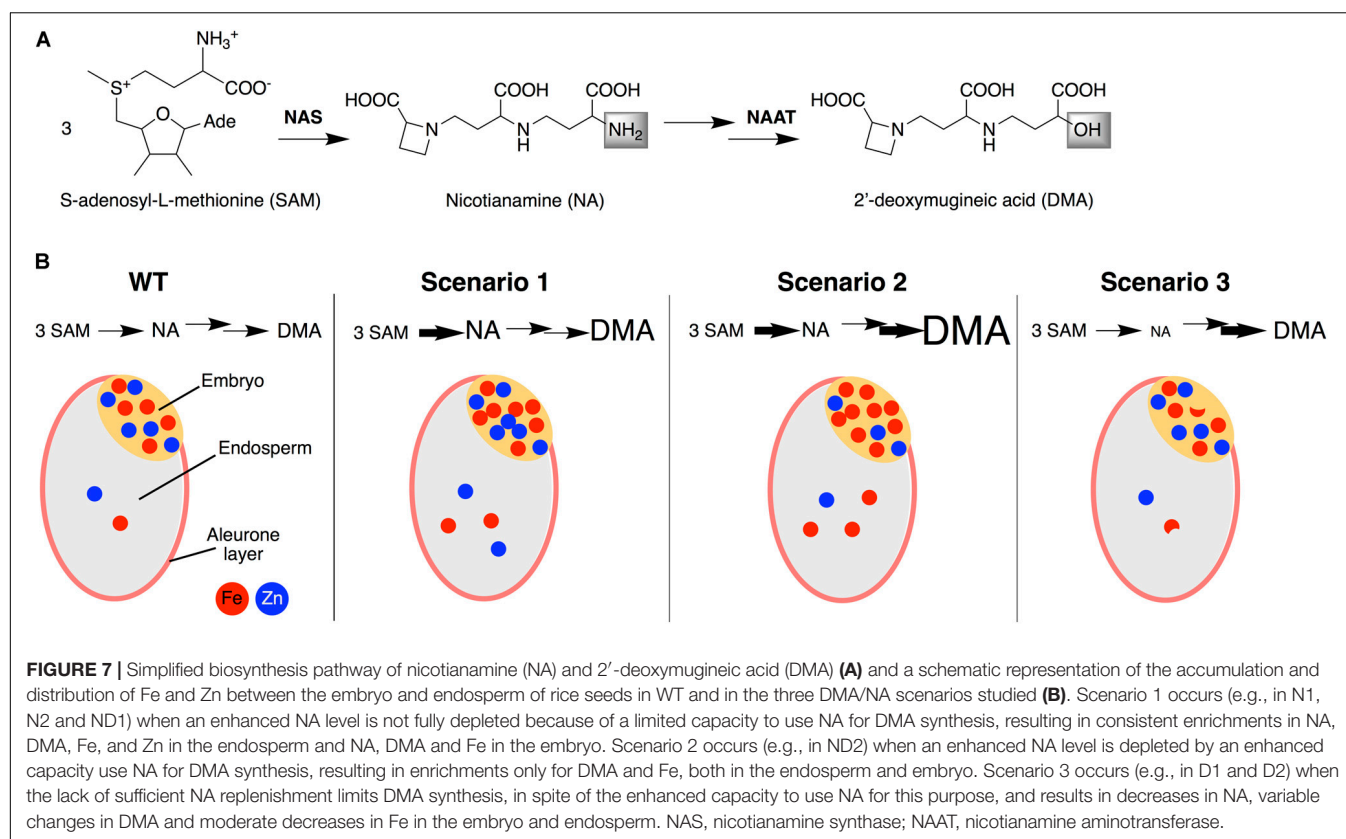 A
NH₃⁺
S⁺
COO⁻
O
Ade
3
NAS
HOOC
N
COOH
N
H
COOH
NH₂
NAAT
HOOC
N
COOH
N
H
COOH
OH
S-adenosyl-L-methionine (SAM)
Nicotianamine (NA)
2'-deoxymugineic acid (DMA)
B
WT
Scenario 1
Scenario 2
Scenario 3
3 SAM NA DMA
3 SAM NA DMA
3 SAM NA DMA
3 SAM NA DMA
Embryo
Endosperm
Aleurone
layer
Fe Zn
FIGURE 7 | Simplified biosynthesis pathway of nicotianamine (NA) and 2′-deoxymugineic acid (DMA) (A) and a schematic representation of the accumulation and
distribution of Fe and Zn between the embryo and endosperm of rice seeds in WT and in the three DMA/NA scenarios studied (B). Scenario 1 occurs (e.g., in N1,
N2 and ND1) when an enhanced NA level is not fully depleted because of a limited capacity to use NA for DMA synthesis, resulting in consistent enrichments in NA,
DMA, Fe, and Zn in the endosperm and NA, DMA and Fe in the embryo. Scenario 2 occurs (e.g., in ND2) when an enhanced NA level is depleted by an enhanced
capacity use NA for DMA synthesis, resulting in enrichments only for DMA and Fe, both in the endosperm and embryo. Scenario 3 occurs (e.g., in D1 and D2) when
the lack of sufficient NA replenishment limits DMA synthesis, in spite of the enhanced capacity to use NA for this purpose, and results in decreases in NA, variable
changes in DMA and moderate decreases in Fe in the embryo and endosperm. NAS, nicotianamine synthase; NAAT, nicotianamine aminotransferase.